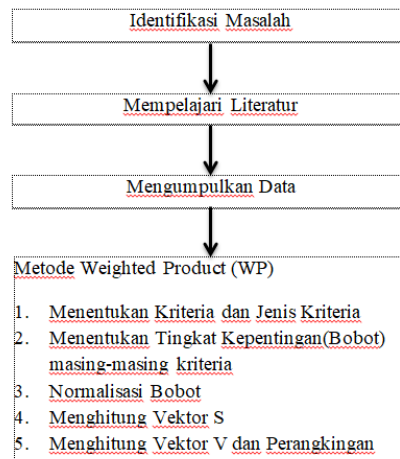 Identifikasi Masalah
Mempelajari Literatur
Mengumpulkan Data
Metode Weighted Product (WP)
1. Menentukan Kriteria dan Jenis Kriteria
2. Menentukan Tingkat Kepentingan(Bobot)
masing-masing kriteria
3. Normalisasi Bobot
4. Menghitung Vektor S
5. Menghitung Vektor V dan Perangkingan